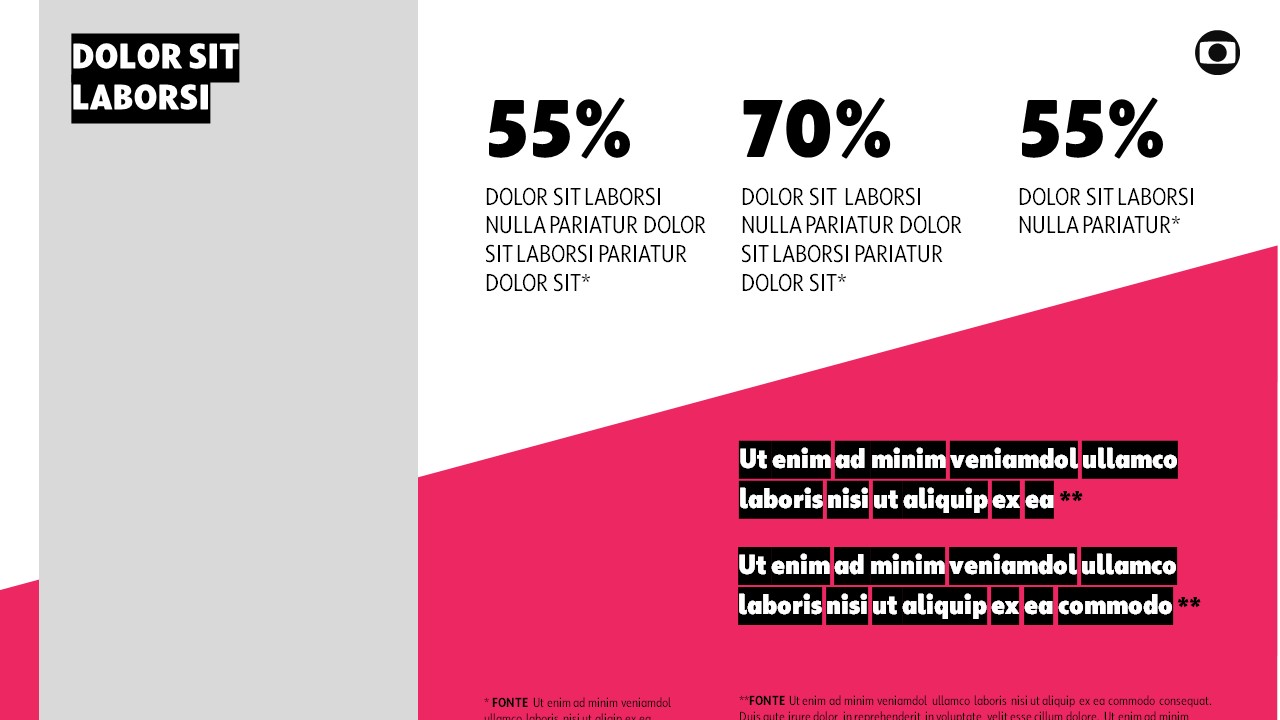 DOLOR SIT
LABORSI
55%
DOLOR SIT LABORSI
NULLA PARIATUR DOLOR
SIT LABORSI PARIATUR
DOLOR SIT*
70%
DOLOR SIT LABORSI
NULLA PARIATUR DOLOR
SIT LABORSI PARIATUR
DOLOR SIT*
55%
DOLOR SIT LABORSI
NULLA PARIATUR*
Ut enim ad minim veniamdol ullamco
laboris nisi ut aliquip ex ea **
Ut enim ad minim veniamdol ullamco
laboris nisi ut aliquip ex ea commodo **
* FONTE Ut enim ad minim veniamdol
ullamco laboris nisi ut aliqip ex ea
**FONTE Ut enim ad minim veniamdol ullamco laboris nisi ut aliquip ex ea commodo consequat.
Duis aute irure dolor in reprehenderit in voluptate velit esse cillum dolore. Ut enim ad minim